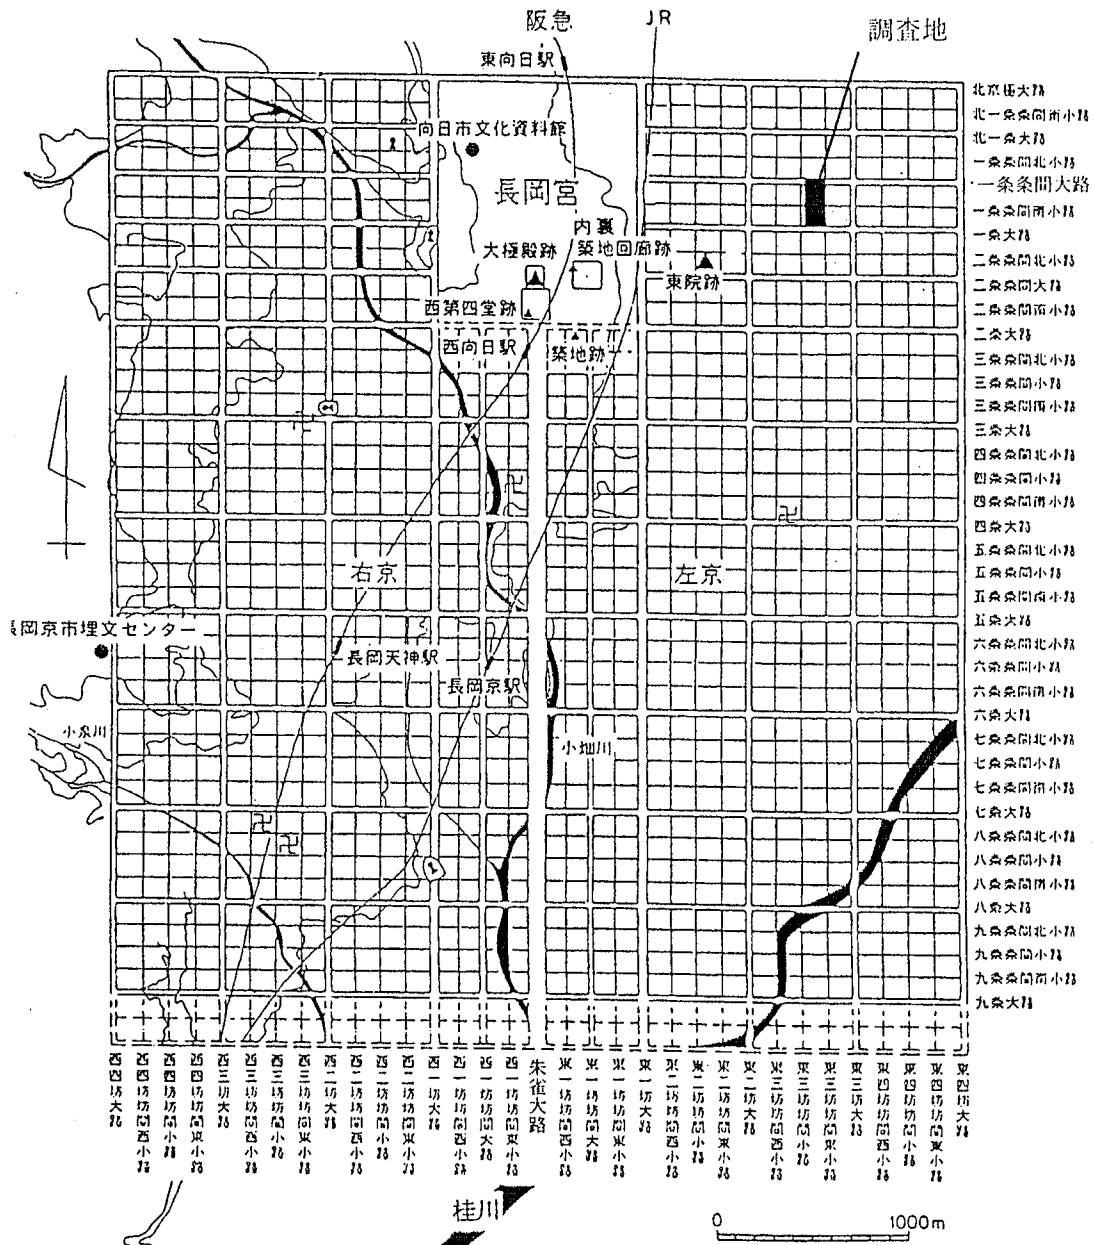 阪急
JR
調査地
東向日駅
向日市文化資料館
長岡宮
内裏
大極殿跡
築地回廊跡
東院跡
西第四堂跡
西向日駅
築地跡
右京
左京
長岡京市埋文センター
長岡天神駅
長岡京駅
小泉川
小畑川
北京極大路
北一条条間南小路
北一条大路
一条条間北小路
一条条間大路
一条条間南小路
一条大路
二条条間北小路
二条条間大路
二条条間南小路
二条大路
三条条間北小路
三条条間小路
三条条間南小路
三条大路
四条条間北小路
四条条間小路
四条条間南小路
四条大路
五条条間北小路
五条条間小路
五条条間南小路
五条大路
六条条間北小路
六条条間小路
六条条間南小路
六条大路
七条条間北小路
七条条間小路
七条条間南小路
七条大路
八条条間北小路
八条条間小路
八条条間南小路
八条大路
九条条間北小路
九条条間小路
九条条間南小路
九条大路
西四坊大路
西四坊坊間西小路
西四坊坊間小路
西四坊坊間東小路
西三坊大路
西三坊坊間西小路
西三坊坊間小路
西三坊坊間東小路
西二坊大路
西二坊坊間西小路
西二坊坊間小路
西二坊坊間東小路
西一坊大路
西一坊坊間西小路
西一坊坊間大路
西一坊坊間東小路
朱雀大路
東一坊坊間西小路
東一坊坊間大路
東一坊坊間東小路
東一坊大路
東二坊坊間西小路
東二坊坊間小路
東二坊坊間東小路
東二坊大路
東三坊坊間西小路
東三坊坊間小路
東三坊坊間東小路
東三坊大路
東四坊坊間西小路
東四坊坊間小路
東四坊坊間東小路
東四坊大路
桂川
0 1000m